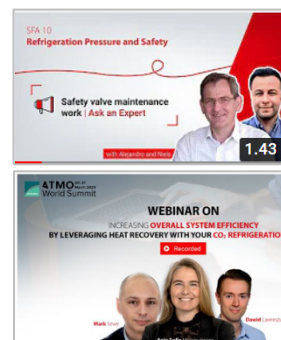 SFA 10
Refrigeration Pressure and Safety
Safety valve maintenance
work | Ask an Expert
with Alejandro and Niels
1.43
ATMO
World Summit
WEBINAR ON
INCREASING OVERALL SYSTEM EFFICIENCY
BY LEVERAGING HEAT RECOVERY WITH YOUR CO₂ REFRIGERATIO
Recorded
Mark
David